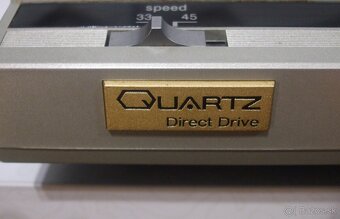 speed
33 45
QUARTZ
Direct Drive